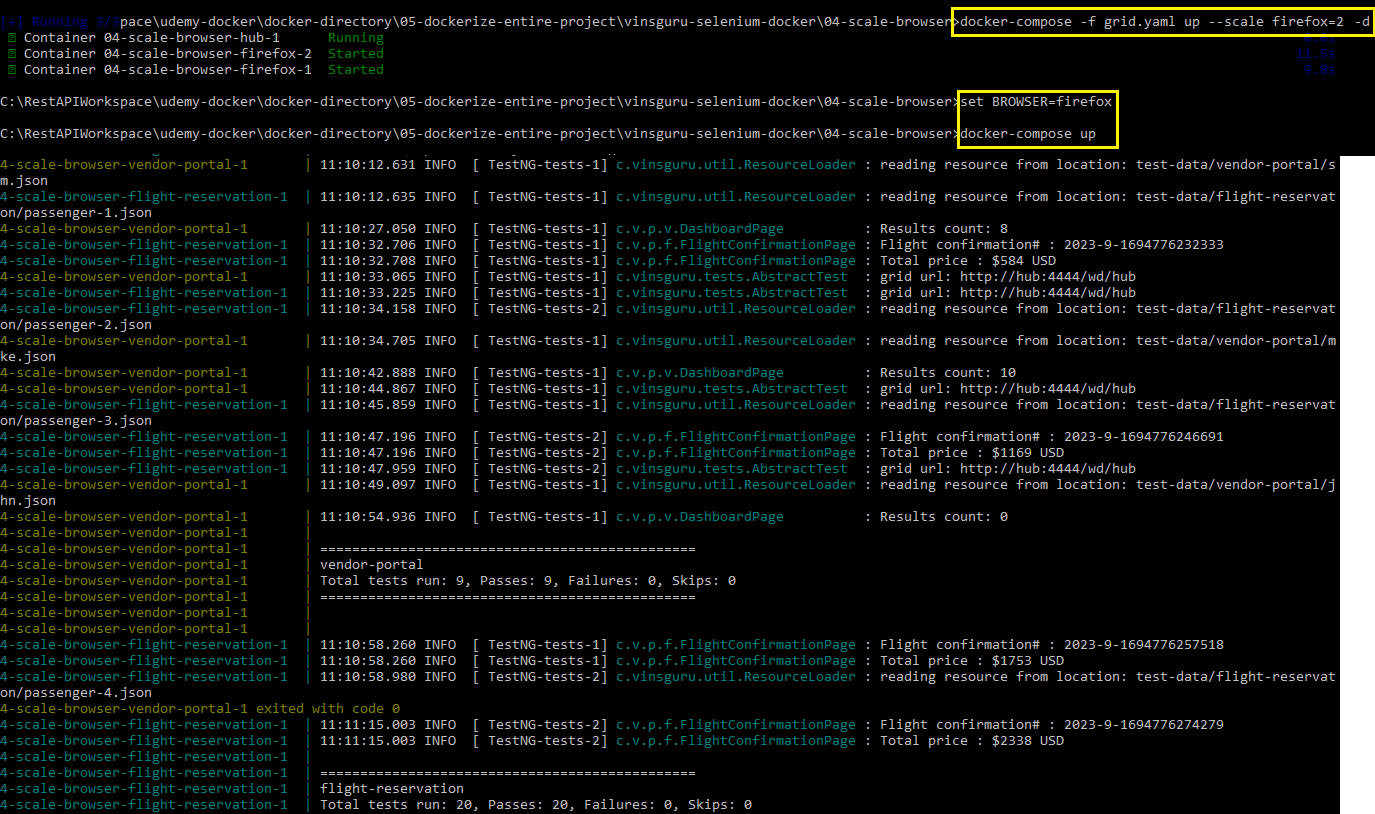 [+] Running 3/3pace\udemy-docker\docker-directory\05-dockerize-entire-project\vinsguru-selenium-docker\04-scale-browser>docker-compose -f grid.yaml up --scale firefox=2 -d
Container 04-scale-browser-hub-1 Running
Container 04-scale-browser-firefox-2 Started 11.5s
Container 04-scale-browser-firefox-1 Started 9.8s
C:\RestAPIWorkspace\udemy-docker\docker-directory\05-dockerize-entire-project\vinsguru-selenium-docker\04-scale-browser>set BROWSER=firefox
C:\RestAPIWorkspace\udemy-docker\docker-directory\05-dockerize-entire-project\vinsguru-selenium-docker\04-scale-browser>docker-compose up
4-scale-browser-vendor-portal-1 | 11:10:12.631 INFO [ TestNG-tests-1] c.vinsguru.util.ResourceLoader : reading resource from location: test-data/vendor-portal/s
m.json
4-scale-browser-flight-reservation-1 | 11:10:12.635 INFO [ TestNG-tests-1] c.vinsguru.util.ResourceLoader : reading resource from location: test-data/flight-reservat
on/passenger-1.json
4-scale-browser-vendor-portal-1 | 11:10:27.050 INFO [ TestNG-tests-1] c.v.p.v.DashboardPage : Results count: 8
4-scale-browser-flight-reservation-1 | 11:10:32.706 INFO [ TestNG-tests-1] c.v.p.f.FlightConfirmationPage : Flight confirmation# : 2023-9-1694776232333
4-scale-browser-flight-reservation-1 | 11:10:32.708 INFO [ TestNG-tests-1] c.v.p.f.FlightConfirmationPage : Total price : $584 USD
4-scale-browser-vendor-portal-1 | 11:10:33.065 INFO [ TestNG-tests-1] c.vinsguru.tests.AbstractTest : grid url: http://hub:4444/wd/hub
4-scale-browser-flight-reservation-1 | 11:10:33.225 INFO [ TestNG-tests-1] c.vinsguru.tests.AbstractTest : grid url: http://hub:4444/wd/hub
4-scale-browser-flight-reservation-1 | 11:10:34.158 INFO [ TestNG-tests-2] c.vinsguru.util.ResourceLoader : reading resource from location: test-data/flight-reservat
on/passenger-2.json
4-scale-browser-vendor-portal-1 | 11:10:34.705 INFO [ TestNG-tests-1] c.vinsguru.util.ResourceLoader : reading resource from location: test-data/vendor-portal/m
ke.json
4-scale-browser-vendor-portal-1 | 11:10:42.888 INFO [ TestNG-tests-1] c.v.p.v.DashboardPage : Results count: 10
4-scale-browser-vendor-portal-1 | 11:10:44.867 INFO [ TestNG-tests-1] c.vinsguru.tests.AbstractTest : grid url: http://hub:4444/wd/hub
4-scale-browser-flight-reservation-1 | 11:10:45.859 INFO [ TestNG-tests-1] c.vinsguru.util.ResourceLoader : reading resource from location: test-data/flight-reservat
on/passenger-3.json
4-scale-browser-flight-reservation-1 | 11:10:47.196 INFO [ TestNG-tests-2] c.v.p.f.FlightConfirmationPage : Flight confirmation# : 2023-9-1694776246691
4-scale-browser-flight-reservation-1 | 11:10:47.196 INFO [ TestNG-tests-2] c.v.p.f.FlightConfirmationPage : Total price : $1169 USD
4-scale-browser-flight-reservation-1 | 11:10:47.959 INFO [ TestNG-tests-2] c.vinsguru.tests.AbstractTest : grid url: http://hub:4444/wd/hub
4-scale-browser-vendor-portal-1 | 11:10:49.097 INFO [ TestNG-tests-1] c.vinsguru.util.ResourceLoader : reading resource from location: test-data/vendor-portal/j
hn.json
4-scale-browser-vendor-portal-1 | 11:10:54.936 INFO [ TestNG-tests-1] c.v.p.v.DashboardPage : Results count: 0
4-scale-browser-vendor-portal-1 |
4-scale-browser-vendor-portal-1 | ===============================================
4-scale-browser-vendor-portal-1 | vendor-portal
4-scale-browser-vendor-portal-1 | Total tests run: 9, Passes: 9, Failures: 0, Skips: 0
4-scale-browser-vendor-portal-1 | ===============================================
4-scale-browser-vendor-portal-1 |
4-scale-browser-vendor-portal-1 |
4-scale-browser-flight-reservation-1 | 11:10:58.260 INFO [ TestNG-tests-1] c.v.p.f.FlightConfirmationPage : Flight confirmation# : 2023-9-1694776257518
4-scale-browser-flight-reservation-1 | 11:10:58.260 INFO [ TestNG-tests-1] c.v.p.f.FlightConfirmationPage : Total price : $1753 USD
4-scale-browser-flight-reservation-1 | 11:10:58.980 INFO [ TestNG-tests-2] c.vinsguru.util.ResourceLoader : reading resource from location: test-data/flight-reservat
on/passenger-4.json
4-scale-browser-vendor-portal-1 exited with code 0
4-scale-browser-flight-reservation-1 | 11:11:15.003 INFO [ TestNG-tests-2] c.v.p.f.FlightConfirmationPage : Flight confirmation# : 2023-9-1694776274279
4-scale-browser-flight-reservation-1 | 11:11:15.003 INFO [ TestNG-tests-2] c.v.p.f.FlightConfirmationPage : Total price : $2338 USD
4-scale-browser-flight-reservation-1 |
4-scale-browser-flight-reservation-1 | ===============================================
4-scale-browser-flight-reservation-1 | flight-reservation
4-scale-browser-flight-reservation-1 | Total tests run: 20, Passes: 20, Failures: 0, Skips: 0